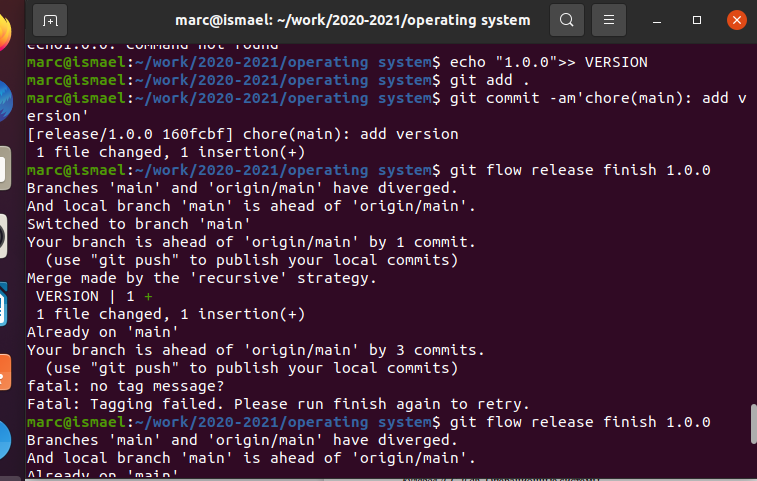 marc@ismael: ~/work/2020-2021/operating system
echo1.0.0: command not found
marc@ismael:~/work/2020-2021/operating system$ echo "1.0.0">> VERSION
marc@ismael:~/work/2020-2021/operating system$ git add .
marc@ismael:~/work/2020-2021/operating system$ git commit -am'chore(main): add v
ersion'
[release/1.0.0 160fcbf] chore(main): add version
 1 file changed, 1 insertion(+)
marc@ismael:~/work/2020-2021/operating system$ git flow release finish 1.0.0
Branches 'main' and 'origin/main' have diverged.
And local branch 'main' is ahead of 'origin/main'.
Switched to branch 'main'
Your branch is ahead of 'origin/main' by 1 commit.
  (use "git push" to publish your local commits)
Merge made by the 'recursive' strategy.
 VERSION | 1 +
 1 file changed, 1 insertion(+)
Already on 'main'
Your branch is ahead of 'origin/main' by 3 commits.
  (use "git push" to publish your local commits)
fatal: no tag message?
Fatal: Tagging failed. Please run finish again to retry.
marc@ismael:~/work/2020-2021/operating system$ git flow release finish 1.0.0
Branches 'main' and 'origin/main' have diverged.
And local branch 'main' is ahead of 'origin/main'.
Already on 'main'